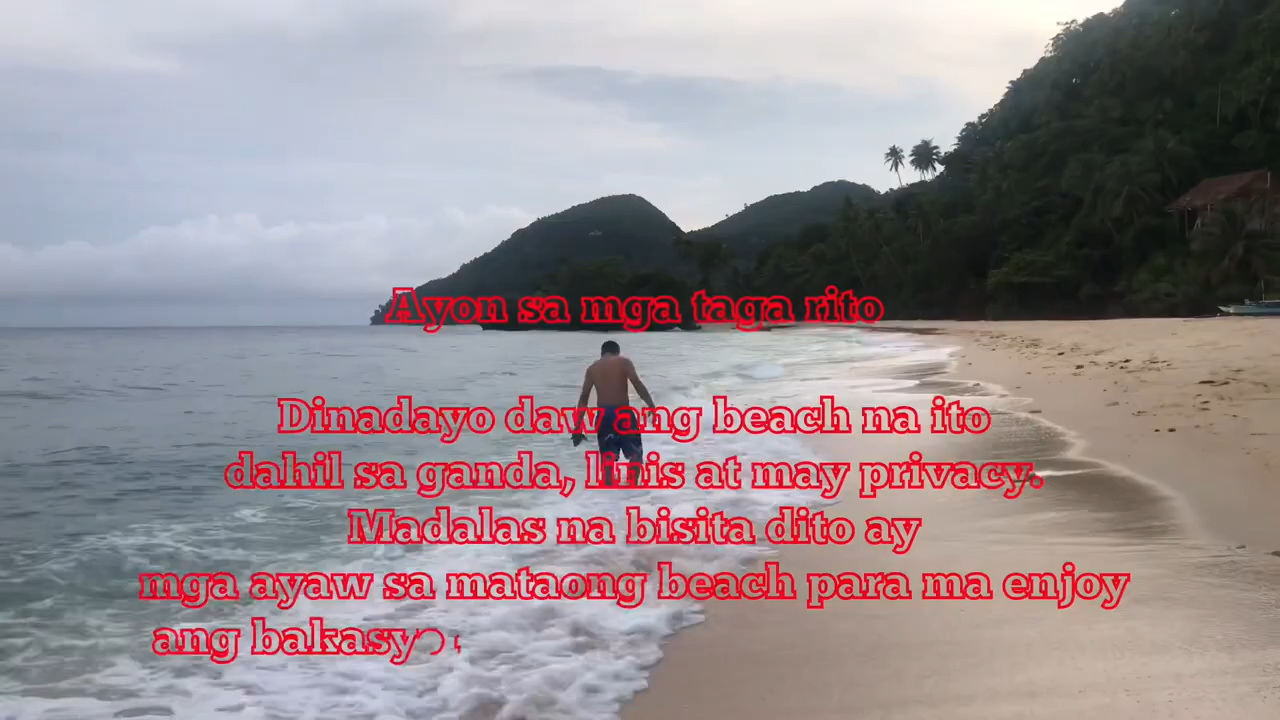 Ayon sa mga taga rito
Dinadayo daw ang beach na ito
dahil sa ganda, linis at may privacy.
Madalas na bisita dito ay
mga ayaw sa mataong beach para ma enjoy
ang